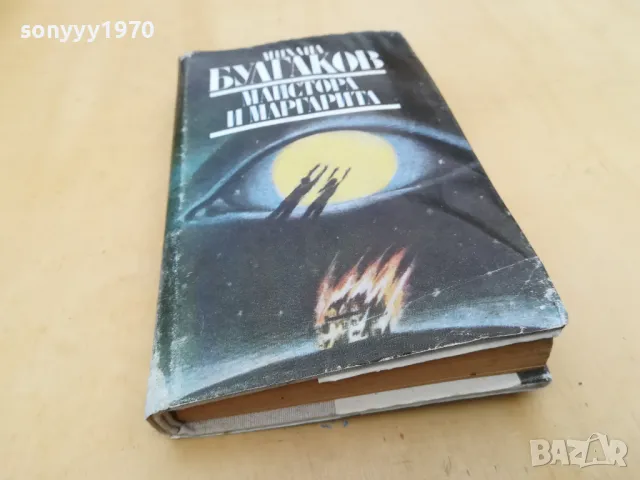 sonyyy1970
МИХАИЛ
БУЛГАКОВ
МАЙСТОРА
И МАРГАРИТА
BAZAR